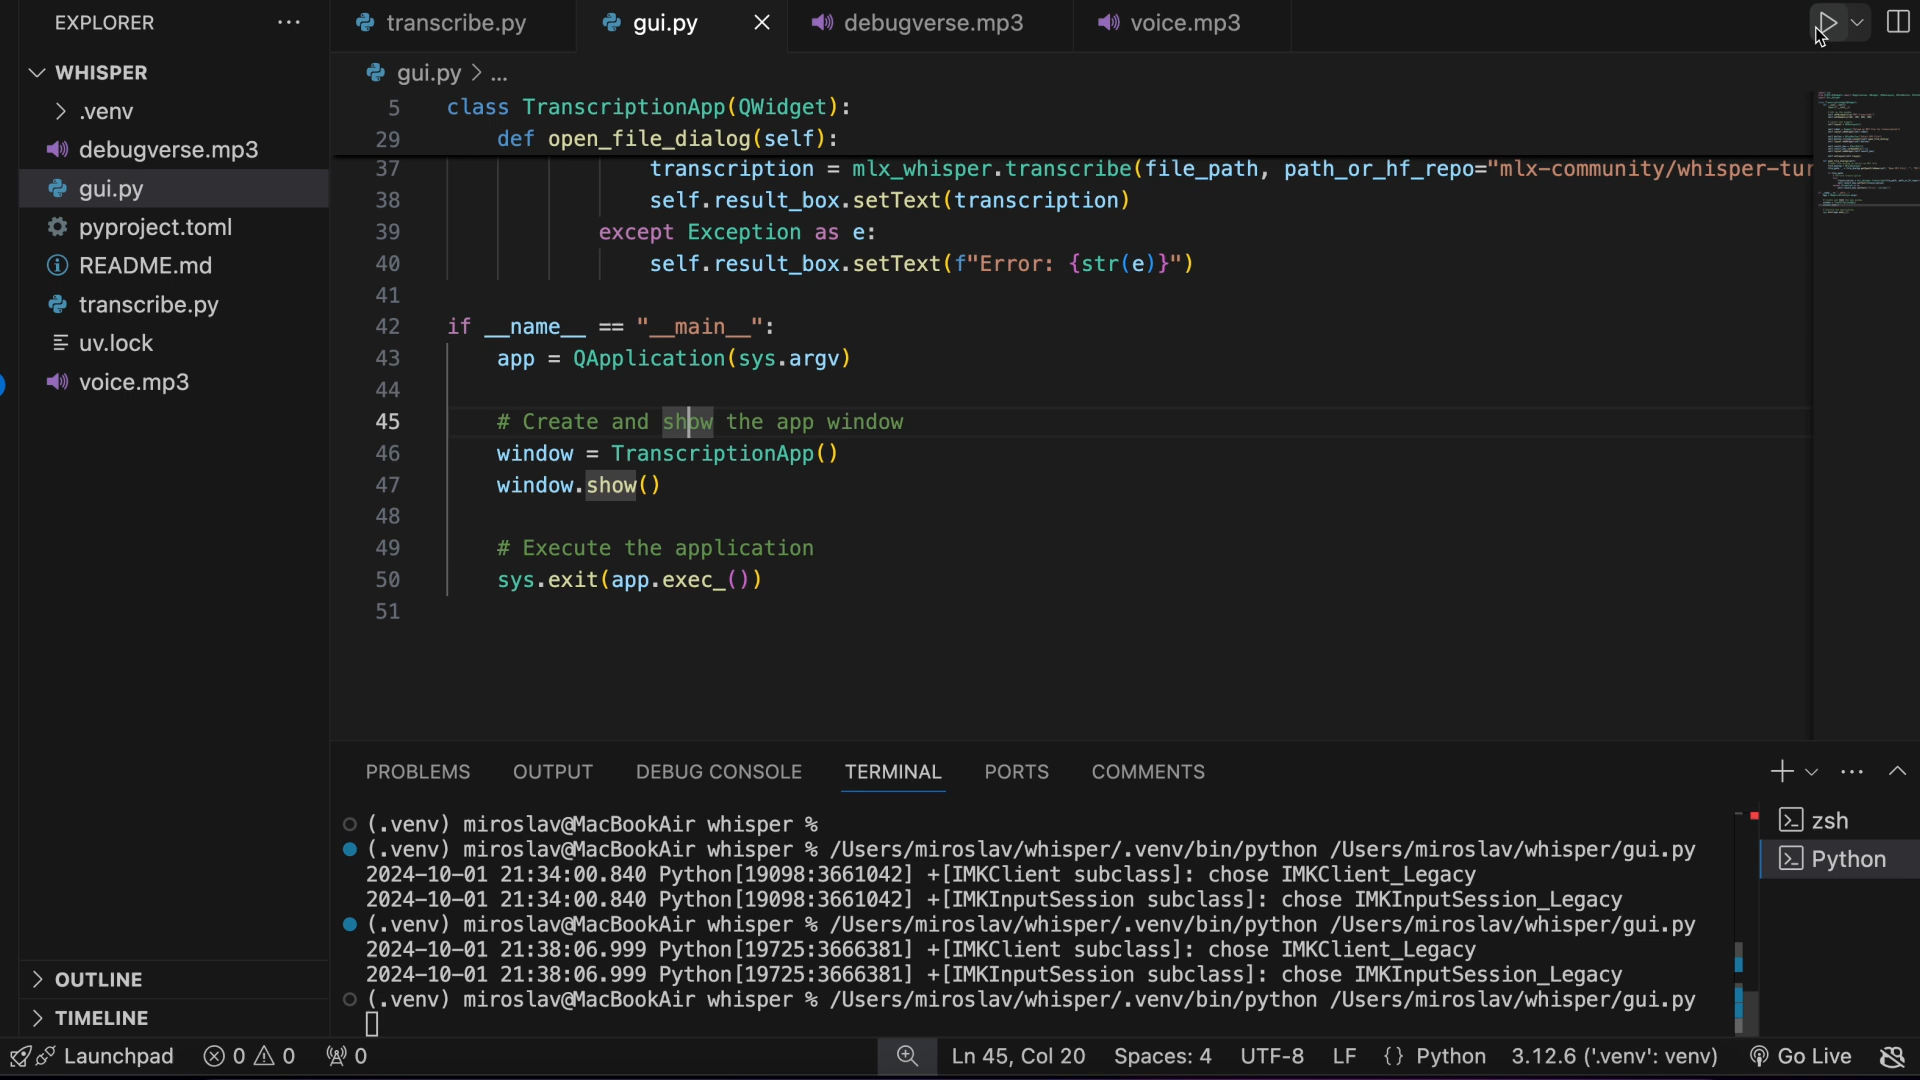 EXPLORER
WHISPER
.venv
debugverse.mp3
gui.py
pyproject.toml
README.md
transcribe.py
uv.lock
voice.mp3
OUTLINE
TIMELINE
transcribe.py
gui.py
debugverse.mp3
voice.mp3
gui.py > ...
5 class TranscriptionApp(QWidget):
29 def open_file_dialog(self):
37 transcription = mlx_whisper.transcribe(file_path, path_or_hf_repo="mlx-community/whisper-tur
38 self.result_box.setText(transcription)
39 except Exception as e:
40 self.result_box.setText(f"Error: {str(e)}")
41
42 if __name__ == "__main__":
43 app = QApplication(sys.argv)
44
45 # Create and show the app window
46 window = TranscriptionApp()
47 window.show()
48
49 # Execute the application
50 sys.exit(app.exec_())
51
PROBLEMS OUTPUT DEBUG CONSOLE TERMINAL PORTS COMMENTS
(.venv) miroslav@MacBookAir whisper %
(.venv) miroslav@MacBookAir whisper % /Users/miroslav/whisper/.venv/bin/python /Users/miroslav/whisper/gui.py
2024-10-01 21:34:00.840 Python[19098:3661042] +[IMKClient subclass]: chose IMKClient_Legacy
2024-10-01 21:34:00.840 Python[19098:3661042] +[IMKInputSession subclass]: chose IMKInputSession_Legacy
(.venv) miroslav@MacBookAir whisper % /Users/miroslav/whisper/.venv/bin/python /Users/miroslav/whisper/gui.py
2024-10-01 21:38:06.999 Python[19725:3666381] +[IMKClient subclass]: chose IMKClient_Legacy
2024-10-01 21:38:06.999 Python[19725:3666381] +[IMKInputSession subclass]: chose IMKInputSession_Legacy
(.venv) miroslav@MacBookAir whisper % /Users/miroslav/whisper/.venv/bin/python /Users/miroslav/whisper/gui.py
zsh
Python
Launchpad 0 0 0 Ln 45, Col 20 Spaces: 4 UTF-8 LF {} Python 3.12.6 ('.venv': venv) Go Live